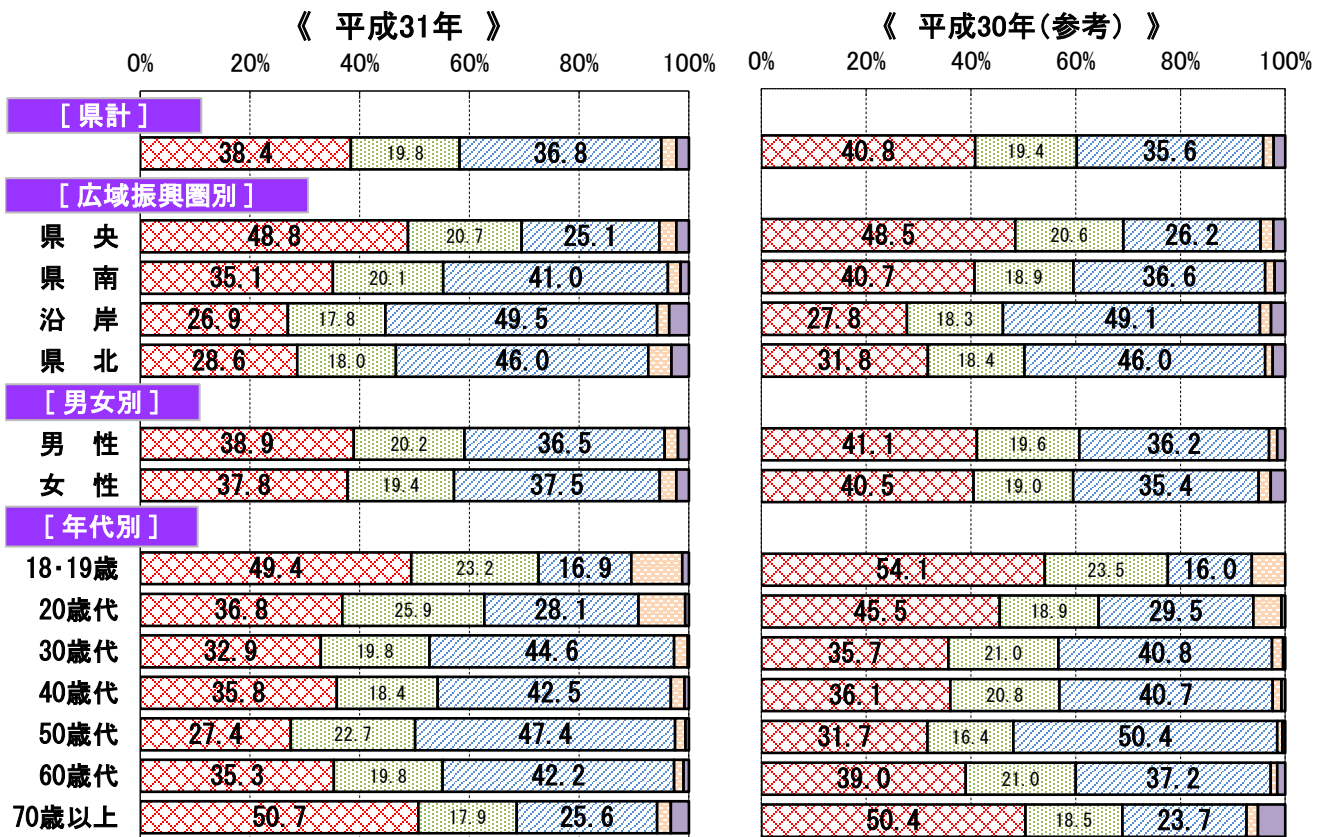 《 平成31年 》 《 平成30年(参考) 》
0% 20% 40% 60% 80% 100% 0% 20% 40% 60% 80% 100%
[ 県計 ]
38.4 19.8 36.8 40.8 19.4 35.6
[ 広域振興圏別 ]
県 央 48.8 20.7 25.1 48.5 20.6 26.2
県 南 35.1 20.1 41.0 40.7 18.9 36.6
沿 岸 26.9 17.8 49.5 27.8 18.3 49.1
県 北 28.6 18.0 46.0 31.8 18.4 46.0
[ 男女別 ]
男 性 38.9 20.2 36.5 41.1 19.6 36.2
女 性 37.8 19.4 37.5 40.5 19.0 35.4
[ 年代別 ]
18・19歳 49.4 23.2 16.9 54.1 23.5 16.0
20歳代 36.8 25.9 28.1 45.5 18.9 29.5
30歳代 32.9 19.8 44.6 35.7 21.0 40.8
40歳代 35.8 18.4 42.5 36.1 20.8 40.7
50歳代 27.4 22.7 47.4 31.7 16.4 50.4
60歳代 35.3 19.8 42.2 39.0 21.0 37.2
70歳以上 50.7 17.9 25.6 50.4 18.5 23.7